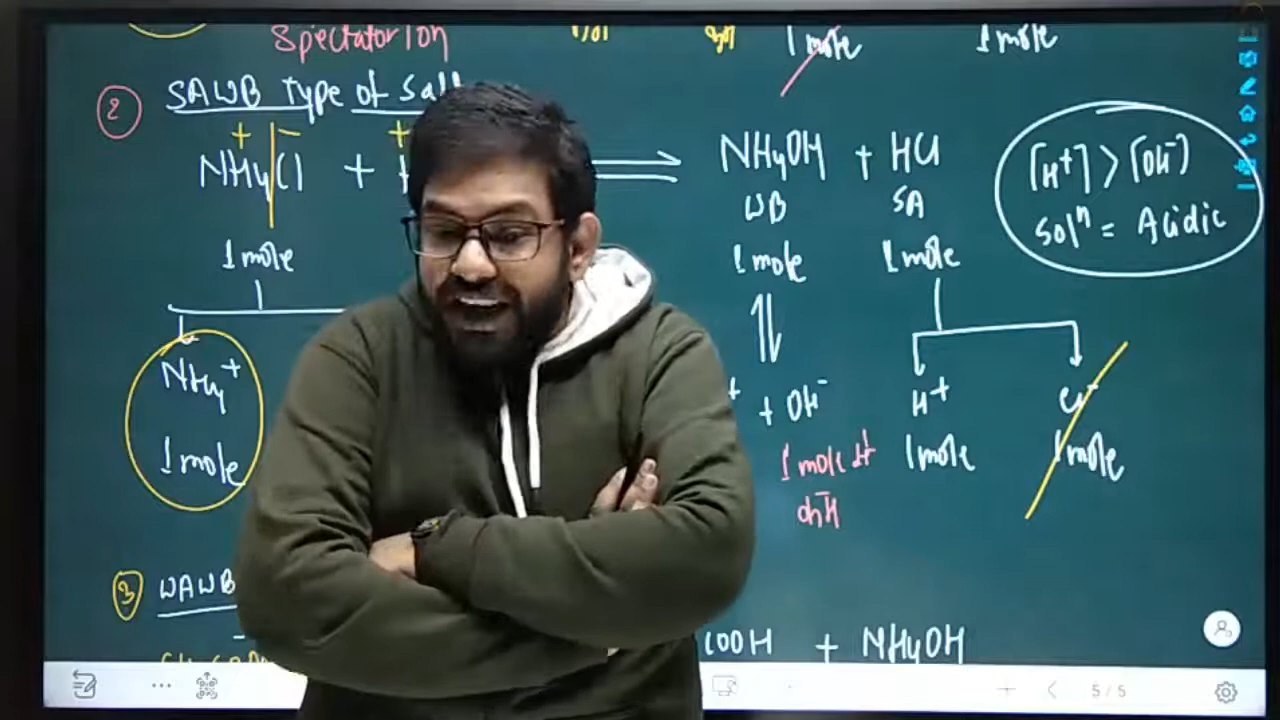 Spectator Ion
1 mole
1 mole
2
SAWB Type of Sal
+ - +
NH4Cl + ⇌ NH4OH + HCl
WB SA
1 mole 1 mole 1 mole
[H+] > [OH-]
Solⁿ = Acidic
NH4+ + + OH- H+ Cl-
1 mole 1 mole 1 mole
1 mole से
कम
3 WAWB
COOH + NH4OH
5 / 5